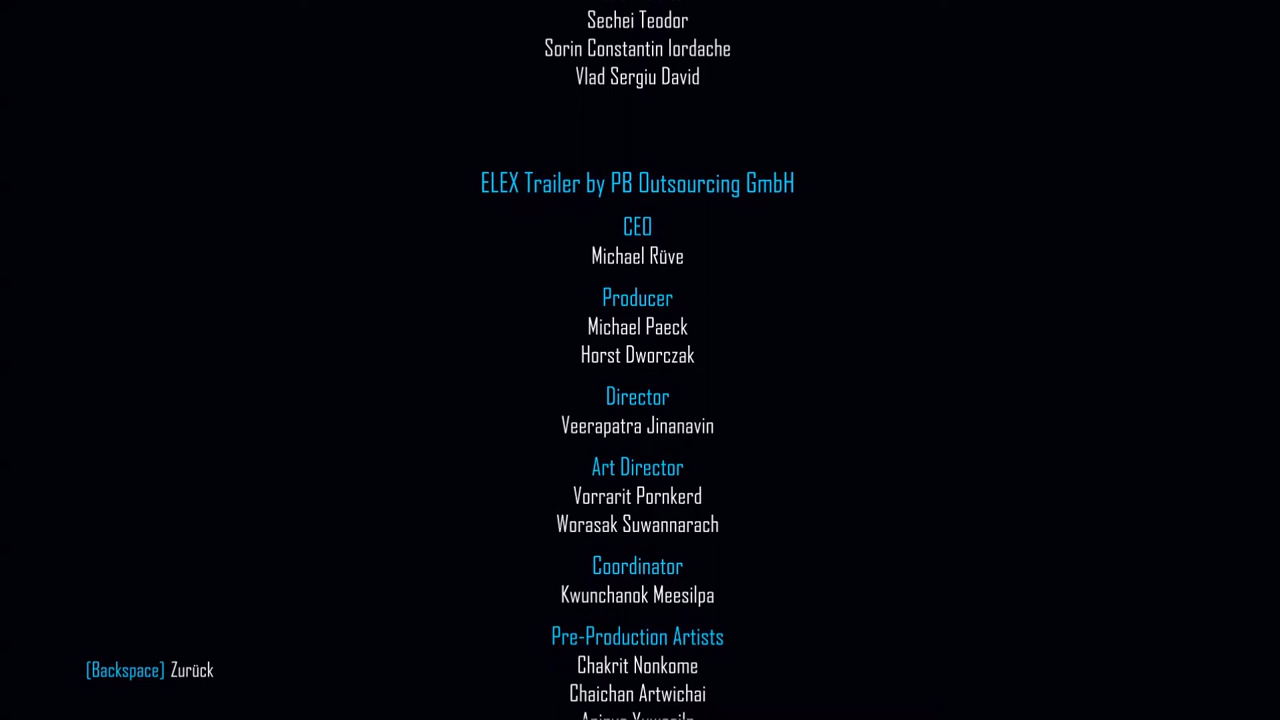 Sechei Teodor
Sorin Constantin Iordache
Vlad Sergiu David
ELEX Trailer by PB Outsourcing GmbH
CEO
Michael Rüve
Producer
Michael Paeck
Horst Dworczak
Director
Veerapatra Jinanavin
Art Director
Vorrarit Pornkerd
Worasak Suwannarach
Coordinator
Kwunchanok Meesilpa
Pre-Production Artists
Chakrit Nonkome
Chaichan Artwichai
[Backspace] Zurück